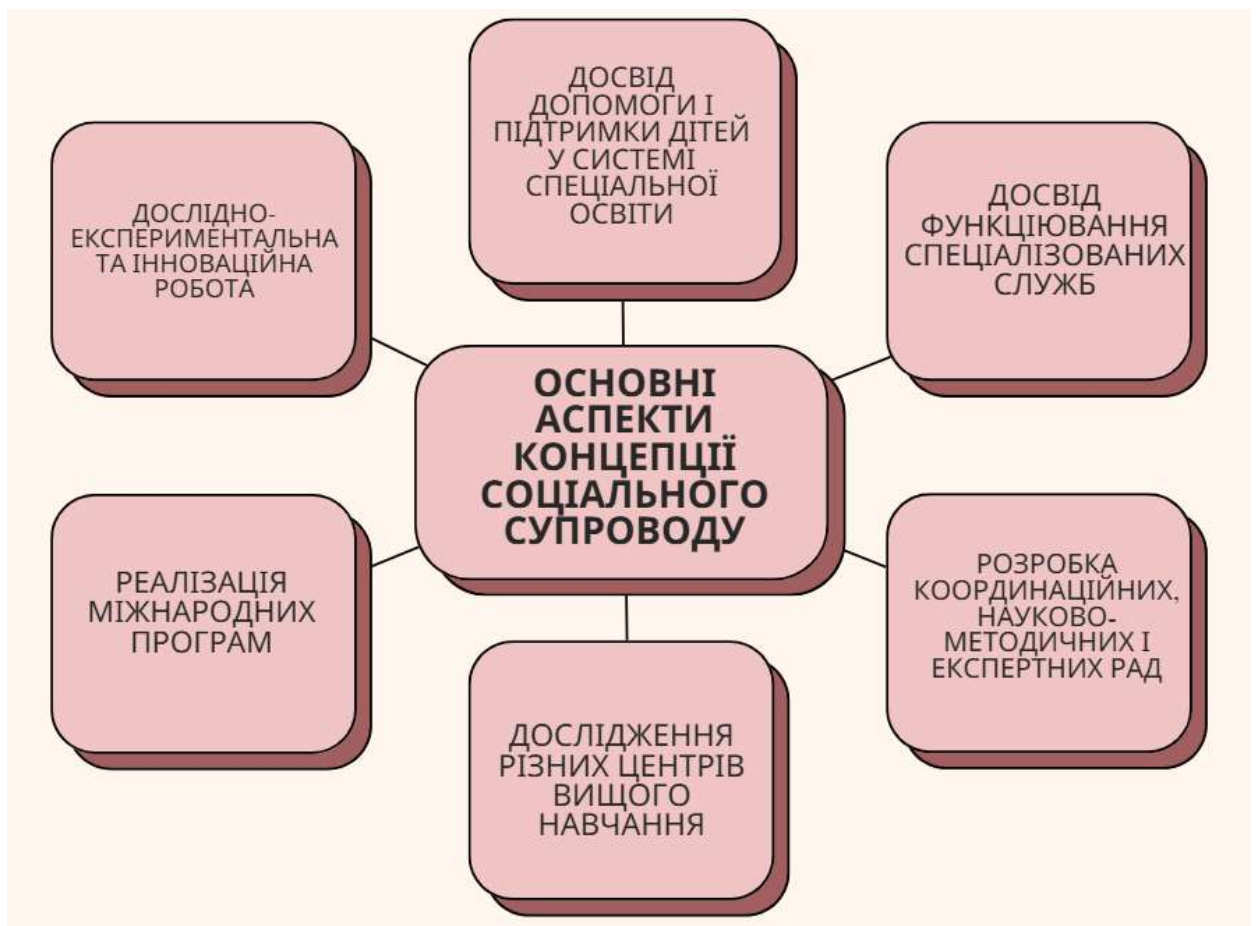 ДОСВІД
ДОПОМОГИ І
ПІДТРИМКИ ДІТЕЙ
У СИСТЕМІ
СПЕЦІАЛЬНОЇ
ОСВІТИ
ДОСЛІДНО-
ЕКСПЕРИМЕНТАЛЬНА
ТА ІННОВАЦІЙНА
РОБОТА
ДОСВІД
ФУНКЦІЮВАННЯ
СПЕЦІАЛІЗОВАНИХ
СЛУЖБ
ОСНОВНІ
АСПЕКТИ
КОНЦЕПЦІЇ
СОЦІАЛЬНОГО
СУПРОВОДУ
РЕАЛІЗАЦІЯ
МІЖНАРОДНИХ
ПРОГРАМ
РОЗРОБКА
КООРДИНАЦІЙНИХ,
НАУКОВО-
МЕТОДИЧНИХ І
ЕКСПЕРТНИХ РАД
ДОСЛІДЖЕННЯ
РІЗНИХ ЦЕНТРІВ
ВИЩОГО
НАВЧАННЯ